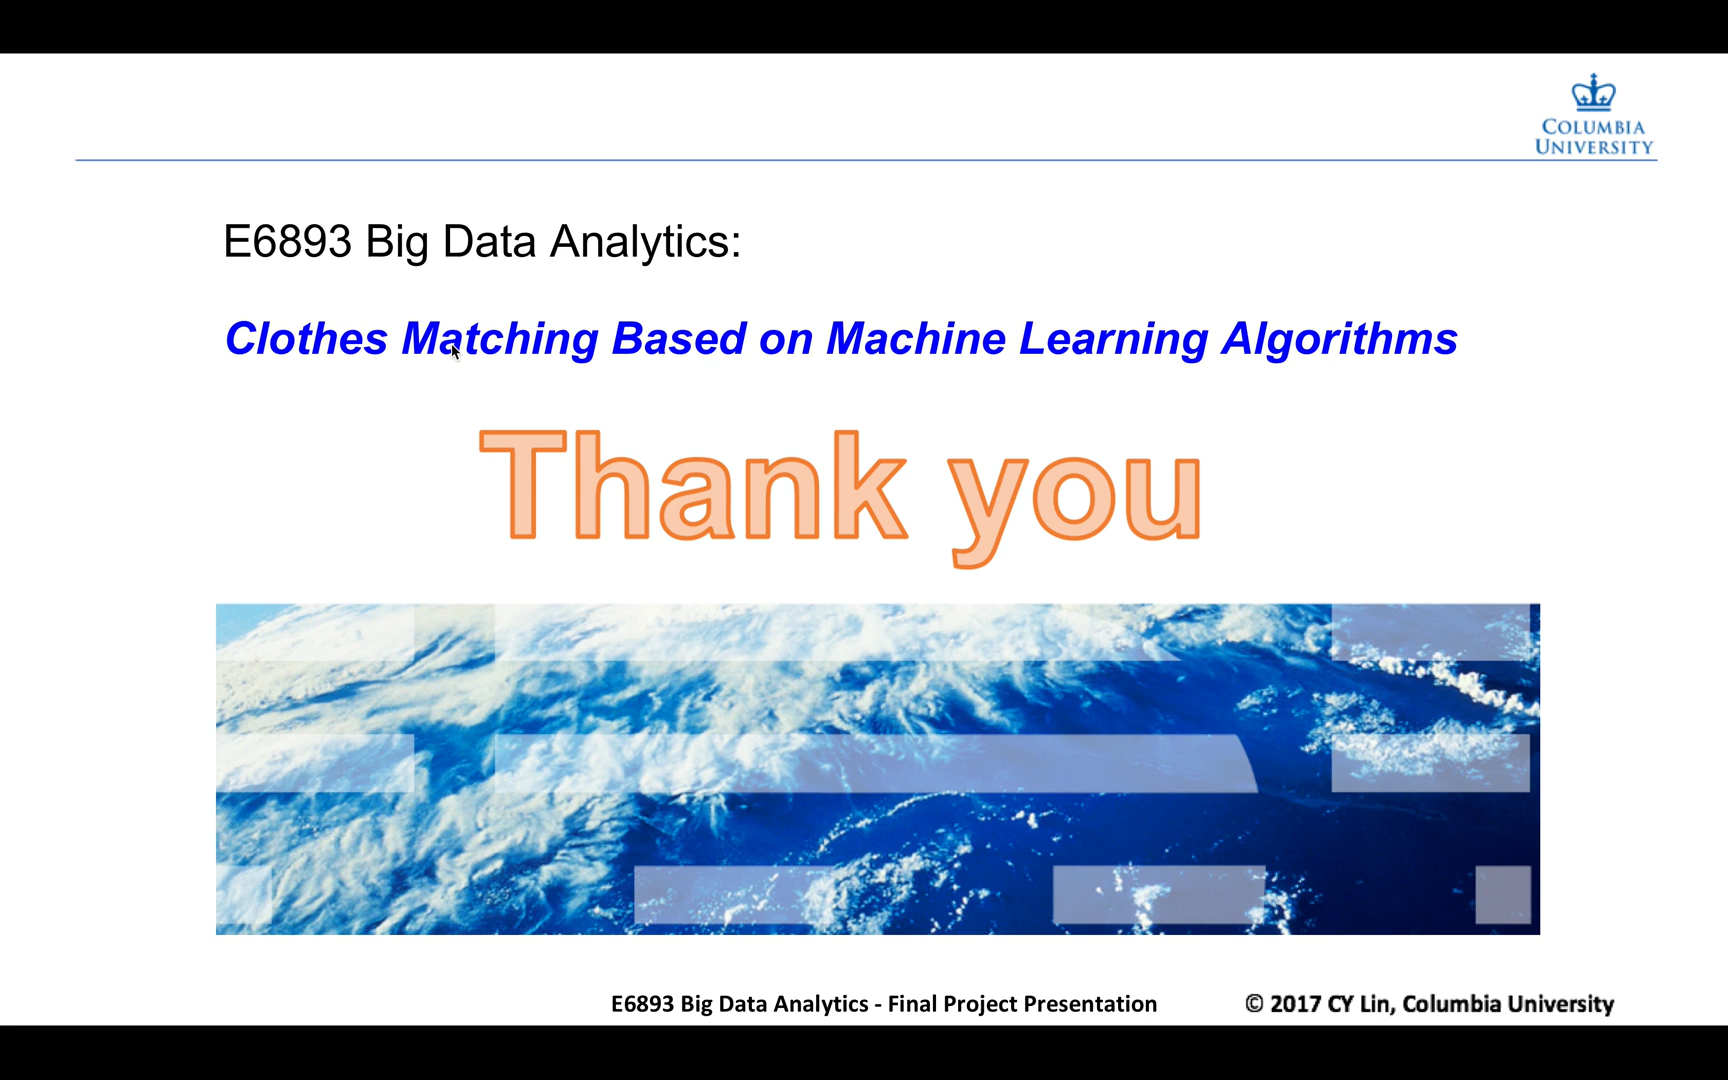 COLUMBIA
UNIVERSITY
E6893 Big Data Analytics:
Clothes Matching Based on Machine Learning Algorithms
Thank you
E6893 Big Data Analytics - Final Project Presentation
© 2017 CY Lin, Columbia University